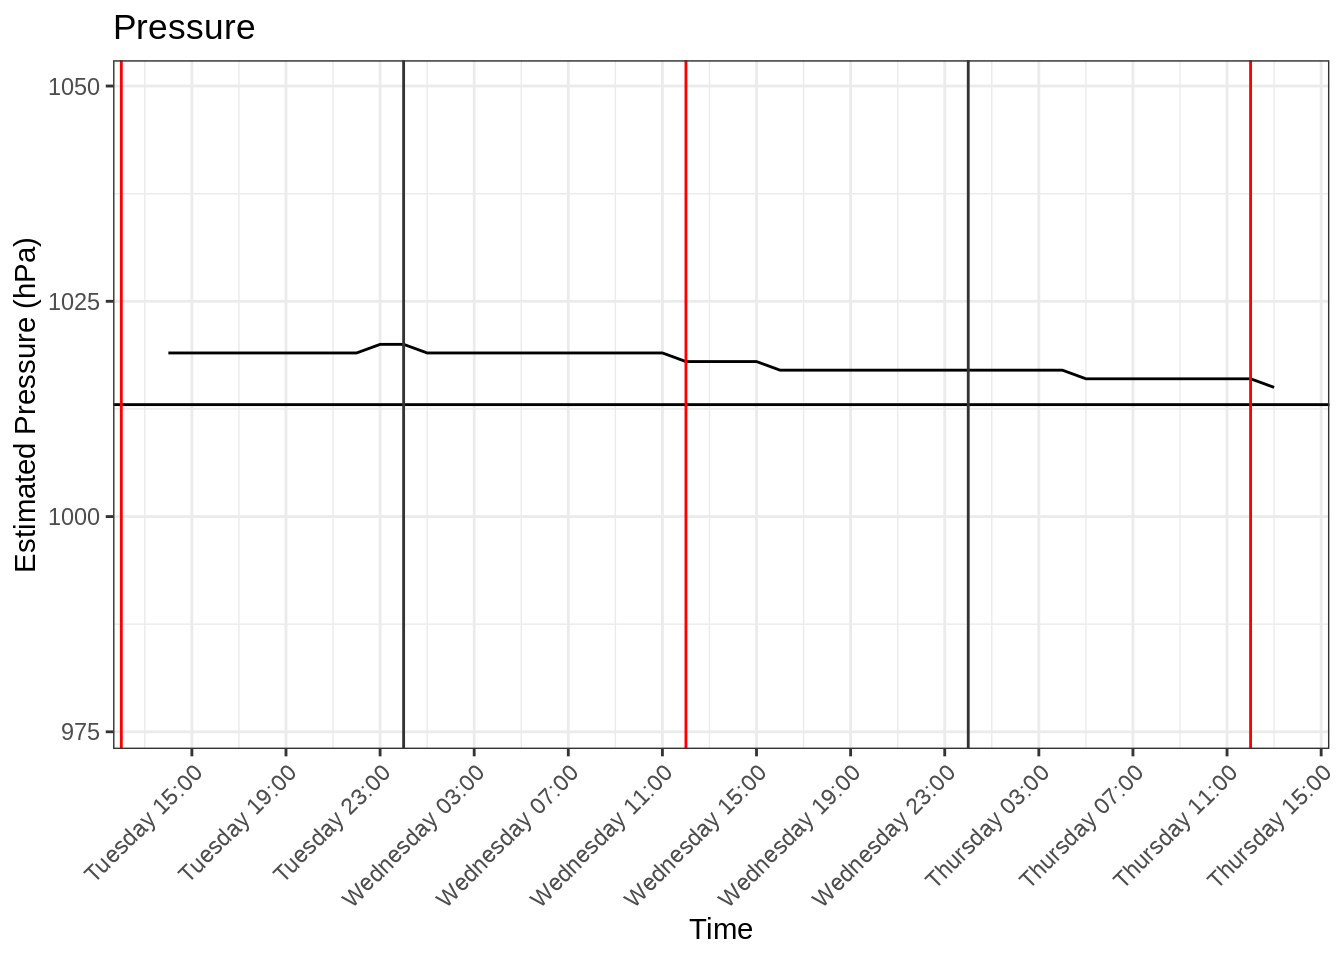 Pressure
Estimated Pressure (hPa)
1050
1025
1000
975
Tuesday 15:00
Tuesday 19:00
Tuesday 23:00
Wednesday 03:00
Wednesday 07:00
Wednesday 11:00
Wednesday 15:00
Wednesday 19:00
Wednesday 23:00
Thursday 03:00
Thursday 07:00
Thursday 11:00
Thursday 15:00
Time